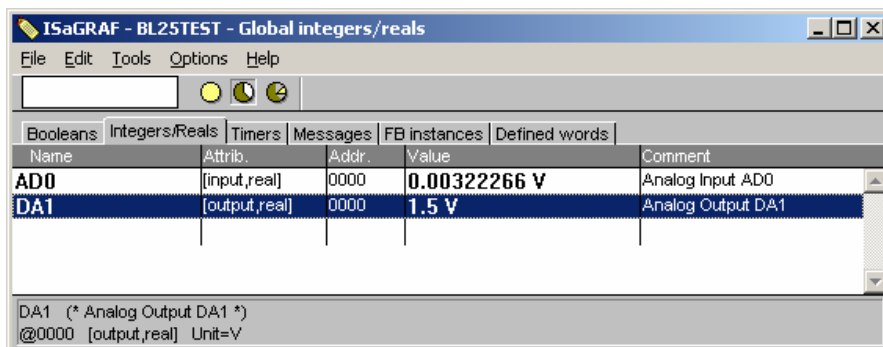 ISaGRAF - BL25TEST - Global integers/reals
File Edit Tools Options Help
Booleans Integers/Reals Timers Messages FB instances Defined words
Name Attrib. Addr. Value Comment
AD0 [input,real] 0000 0.00322266 V Analog Input AD0
DA1 [output,real] 0000 1.5 V Analog Output DA1
DA1 (* Analog Output DA1 *)
@0000 [output,real] Unit=V